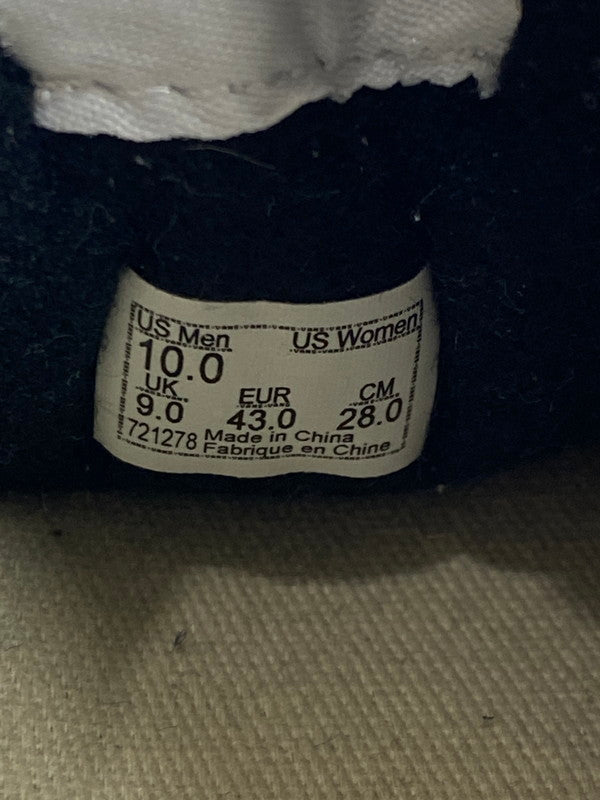 US Men US Women
10.0
UK EUR CM
9.0 43.0 28.0
721278 Made in China
Fabrique en Chine